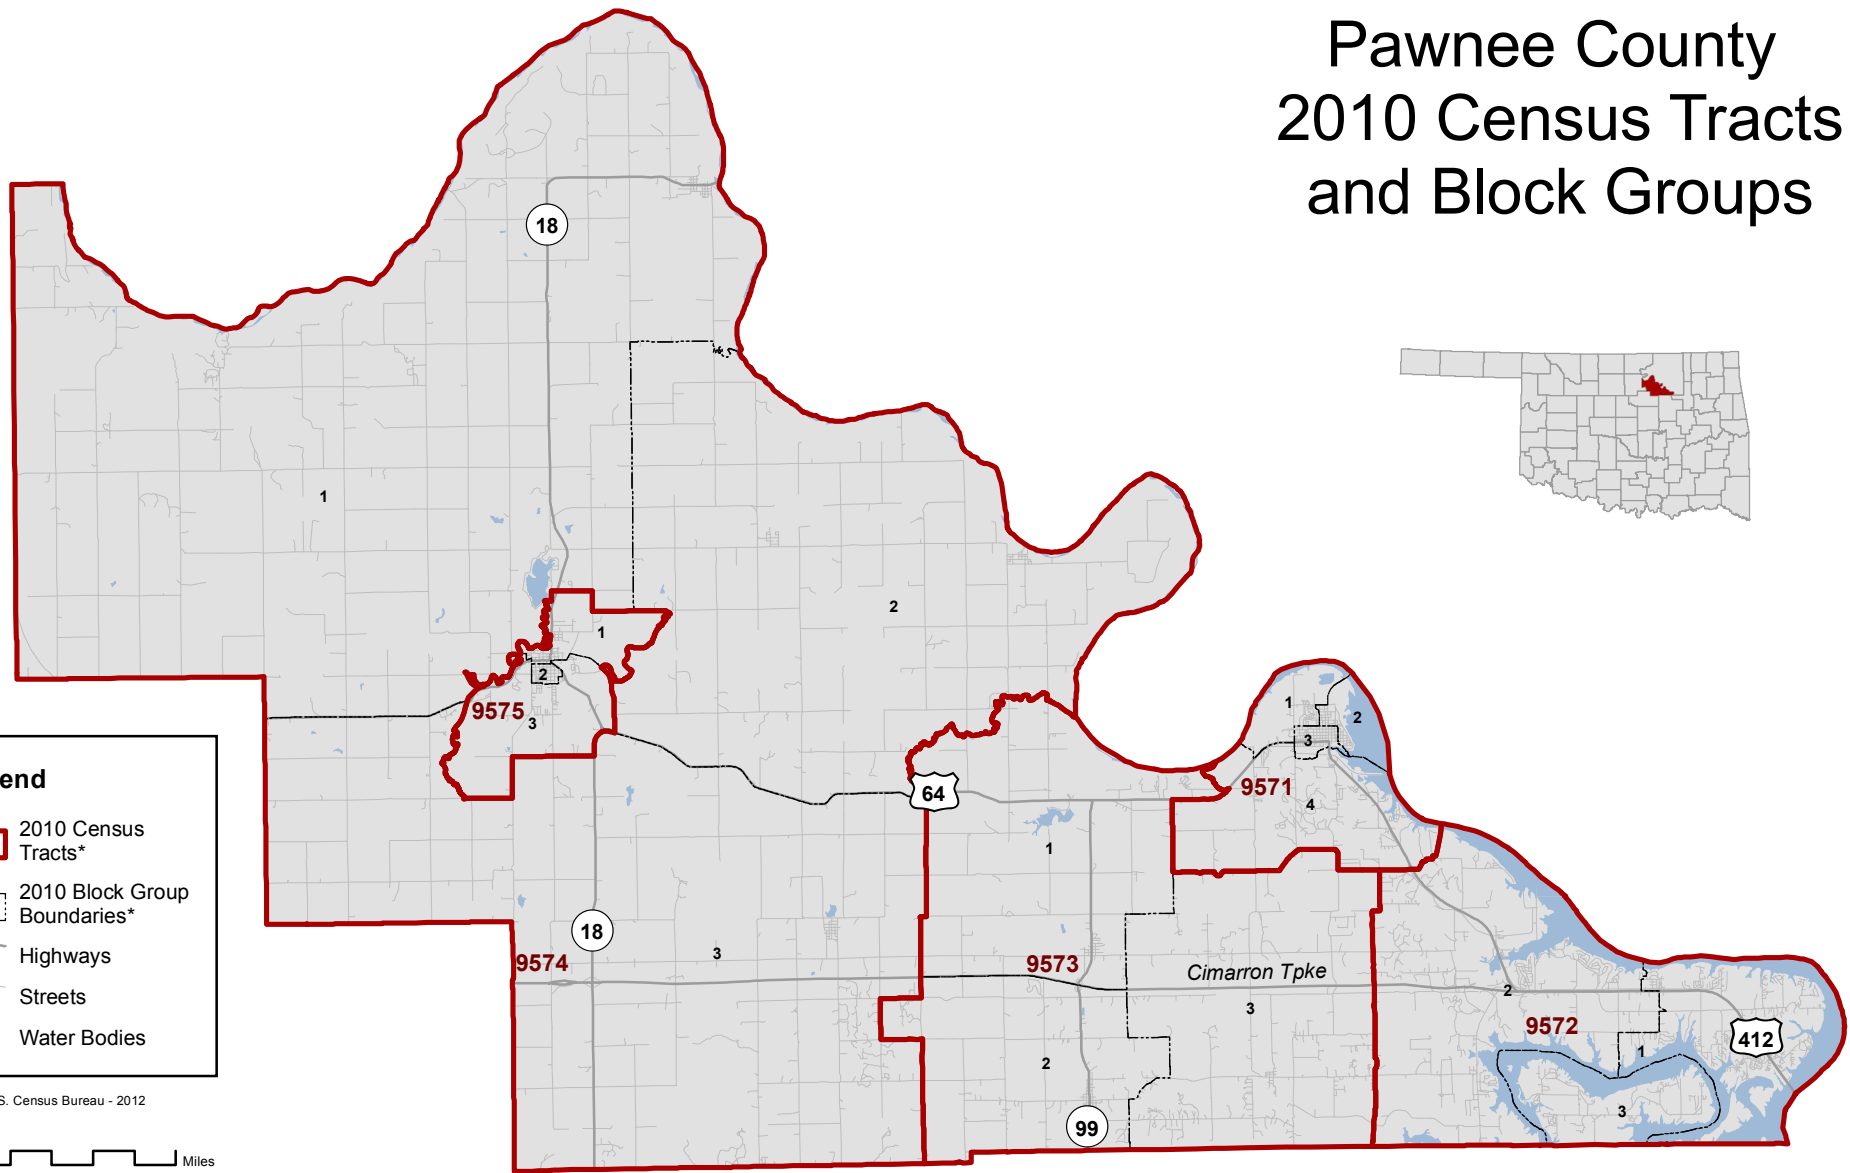 Pawnee County
2010 Census Tracts
and Block Groups
18
1
2
1
2
9575
3
1
2
3
9571
4
64
1
end
2010 Census
Tracts*
2010 Block Group
Boundaries*
Highways
Streets
Water Bodies
S. Census Bureau - 2012
Miles
18
9574
3
9573
Cimarron Tpke
3
2
9572
412
1
2
3
99